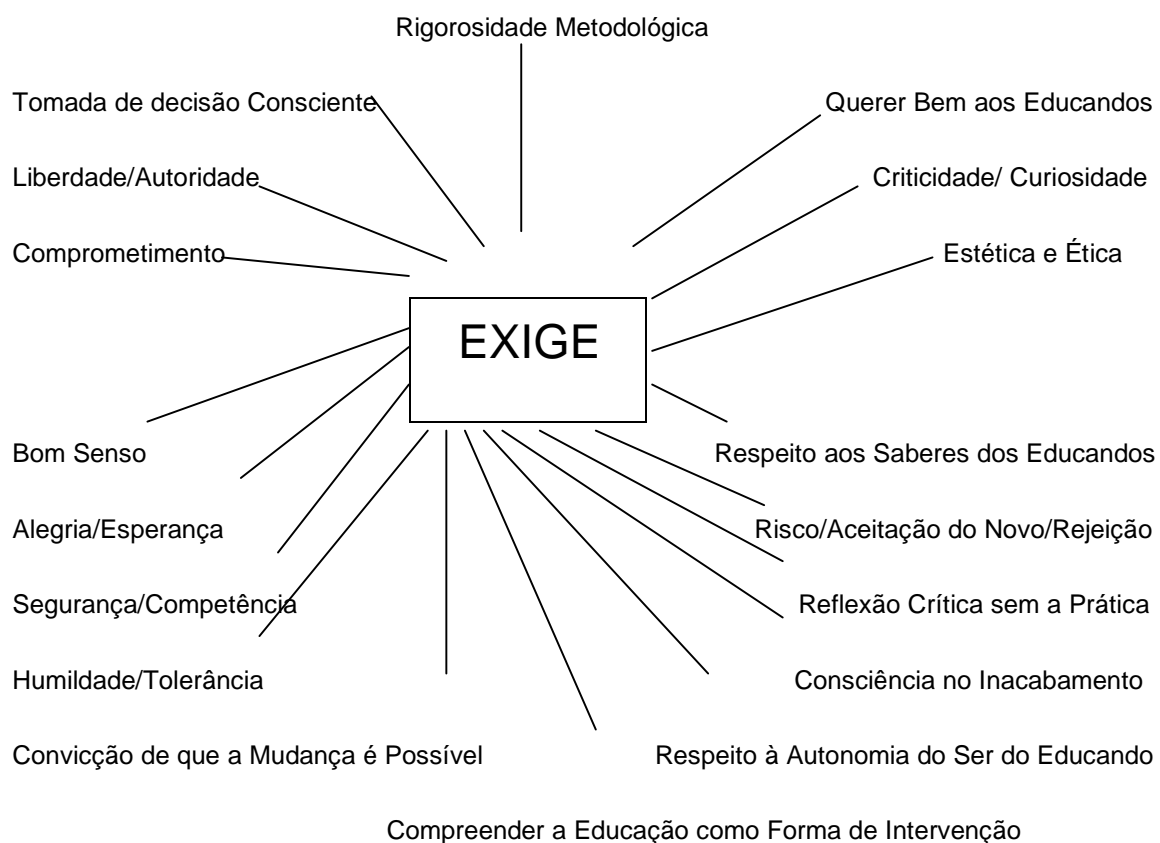 Rigorosidade Metodológica
Tomada de decisão Consciente
Querer Bem aos Educandos
Liberdade/Autoridade
Criticidade/ Curiosidade
Comprometimento
Estética e Ética
EXIGE
Bom Senso
Respeito aos Saberes dos Educandos
Alegria/Esperança
Risco/Aceitação do Novo/Rejeição
Segurança/Competência
Reflexão Crítica sem a Prática
Humildade/Tolerância
Consciência no Inacabamento
Convicção de que a Mudança é Possível
Respeito à Autonomia do Ser do Educando
Compreender a Educação como Forma de Intervenção